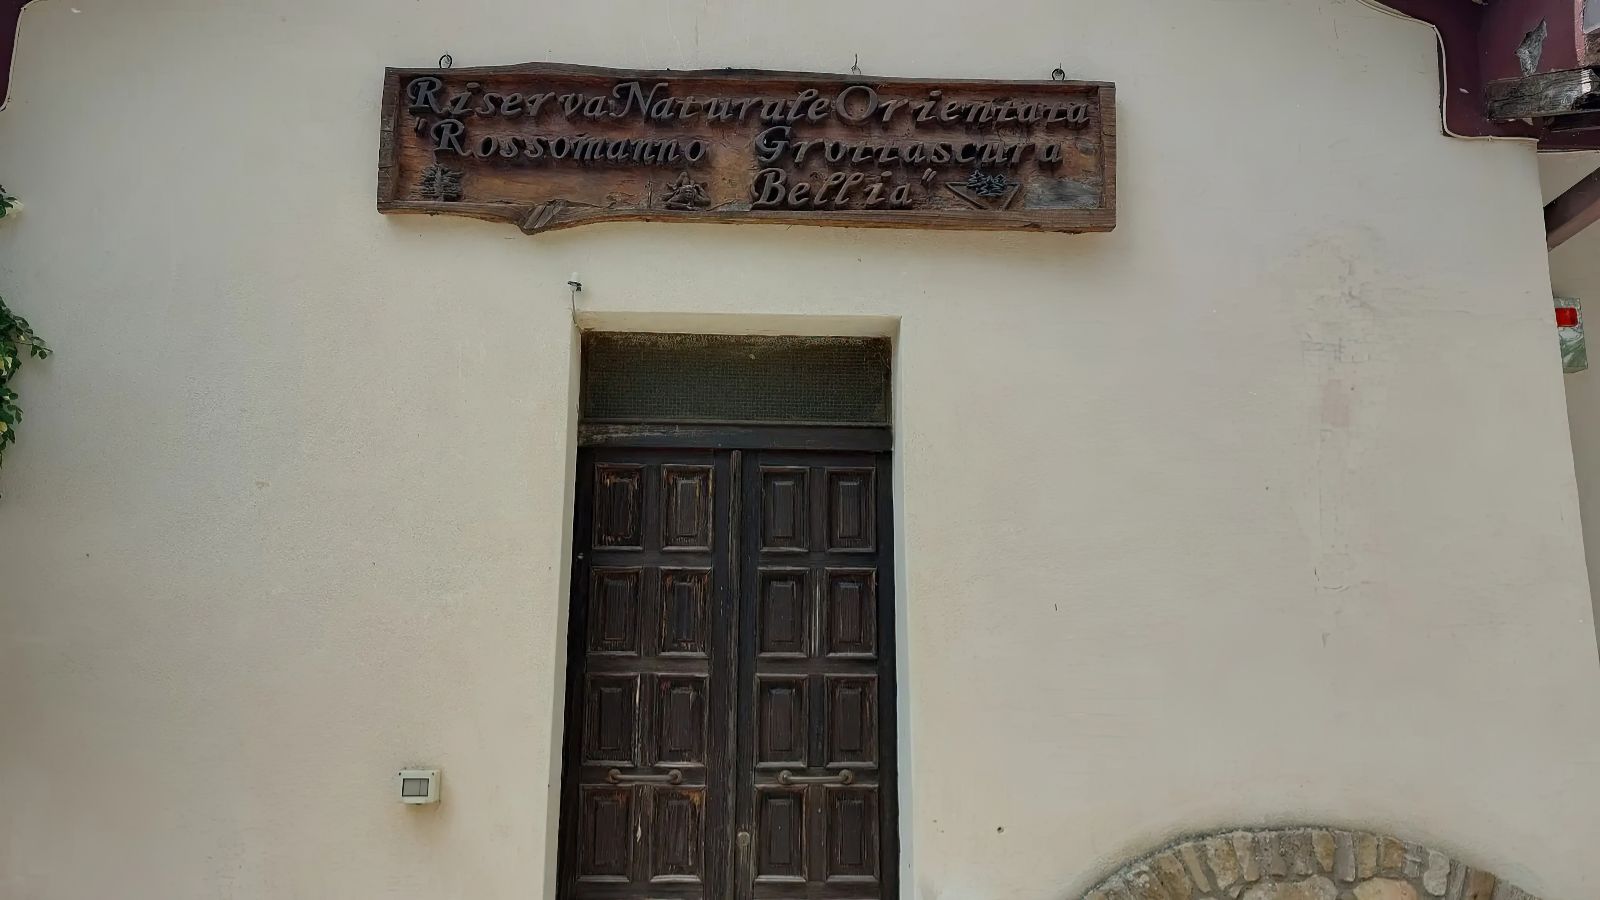 Riserva Naturale Orientata
"Rossomanno Grottascura
Bellia"